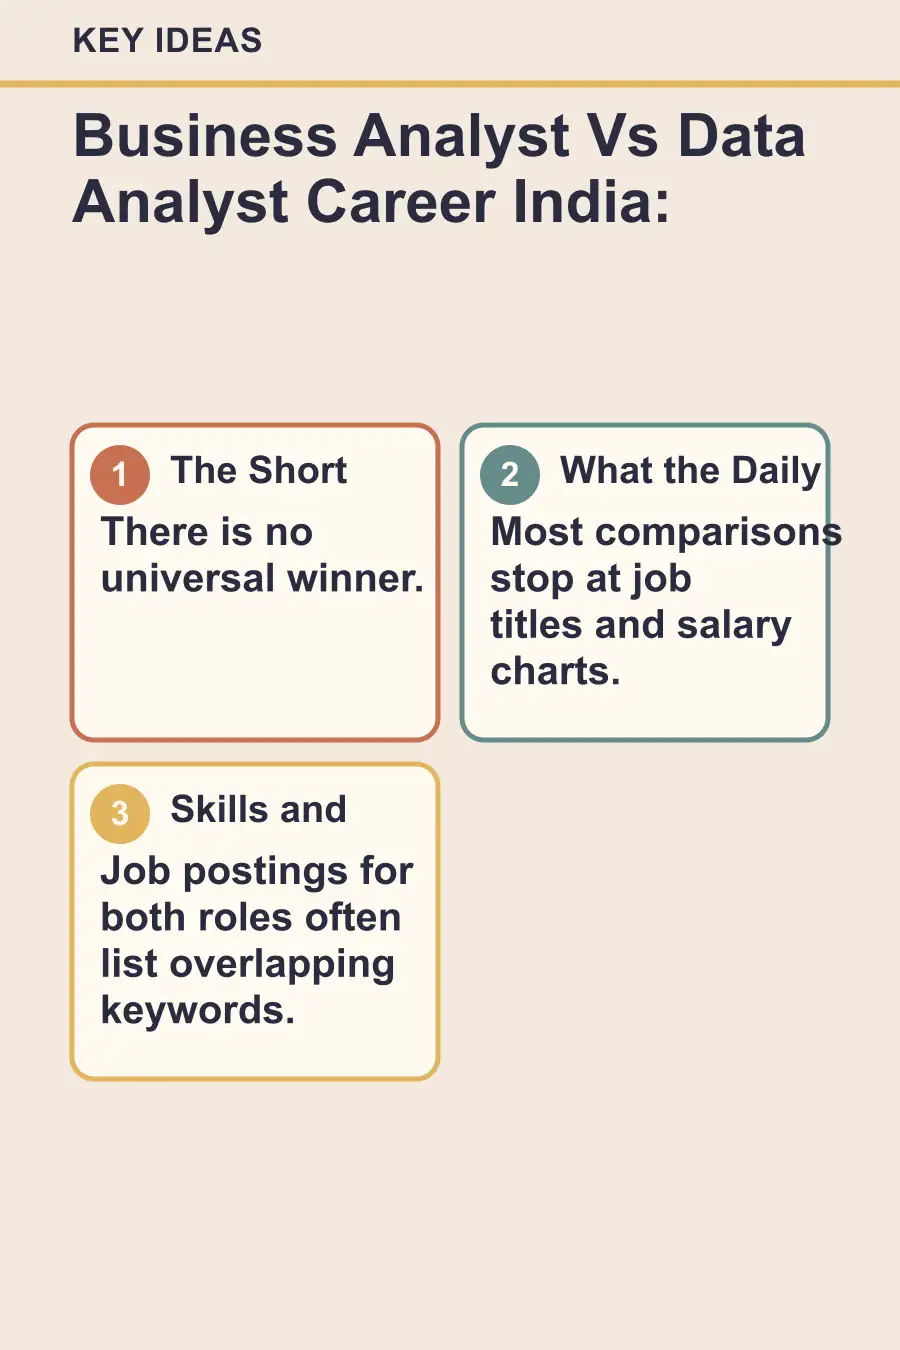 KEY IDEAS
Business Analyst Vs Data
Analyst Career India:
1 The Short
There is no
universal winner.
2 What the Daily
Most comparisons
stop at job
titles and salary
charts.
3 Skills and
Job postings for
both roles often
list overlapping
keywords.